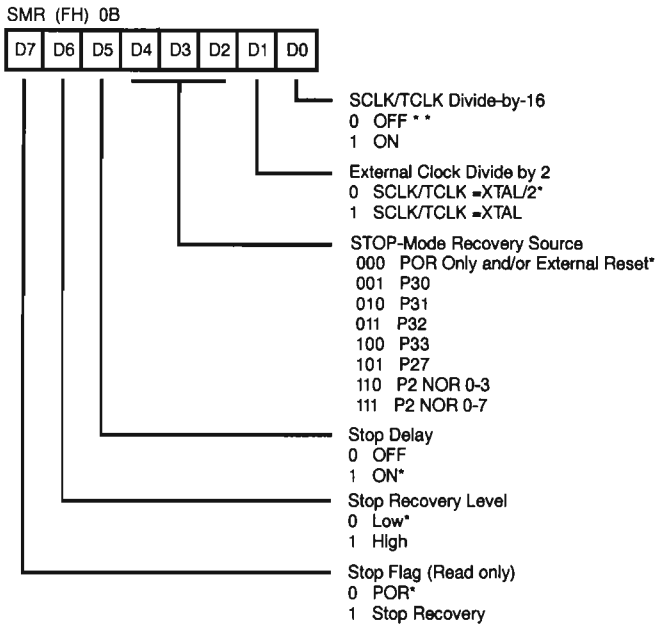 SMR (FH) 0B
D7 D6 D5 D4 D3 D2 D1 D0
SCLK/TCLK Divide-by-16
0 OFF * *
1 ON
External Clock Divide by 2
0 SCLK/TCLK =XTAL/2*
1 SCLK/TCLK =XTAL
STOP-Mode Recovery Source
000 POR Only and/or External Reset*
001 P30
010 P31
011 P32
100 P33
101 P27
110 P2 NOR 0-3
111 P2 NOR 0-7
Stop Delay
0 OFF
1 ON*
Stop Recovery Level
0 Low*
1 High
Stop Flag (Read only)
0 POR*
1 Stop Recovery